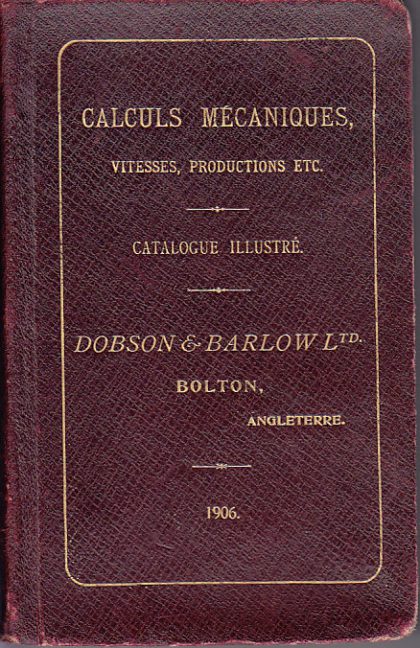 CALCULS MÉCANIQUES,
VITESSES, PRODUCTIONS ETC.
CATALOGUE ILLUSTRÉ.
DOBSON & BARLOW LTD.
BOLTON,
ANGLETERRE.
1906.